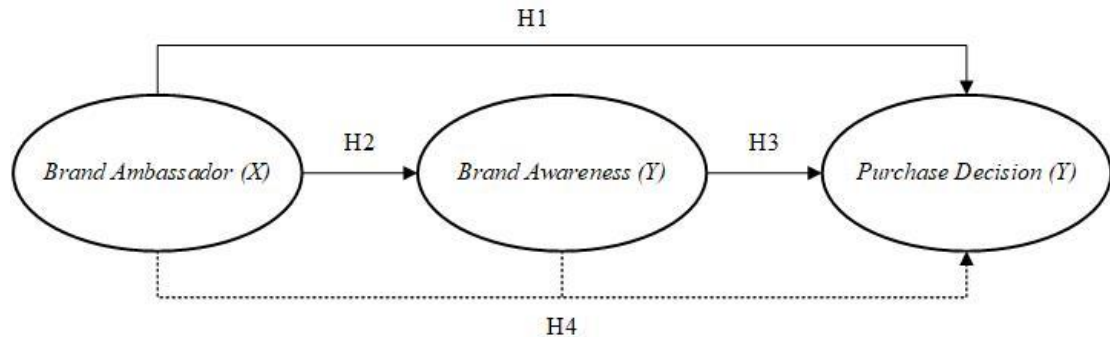 H1
Brand Ambassador (X)
H2
Brand Awareness (Y)
H3
Purchase Decision (Y)
H4